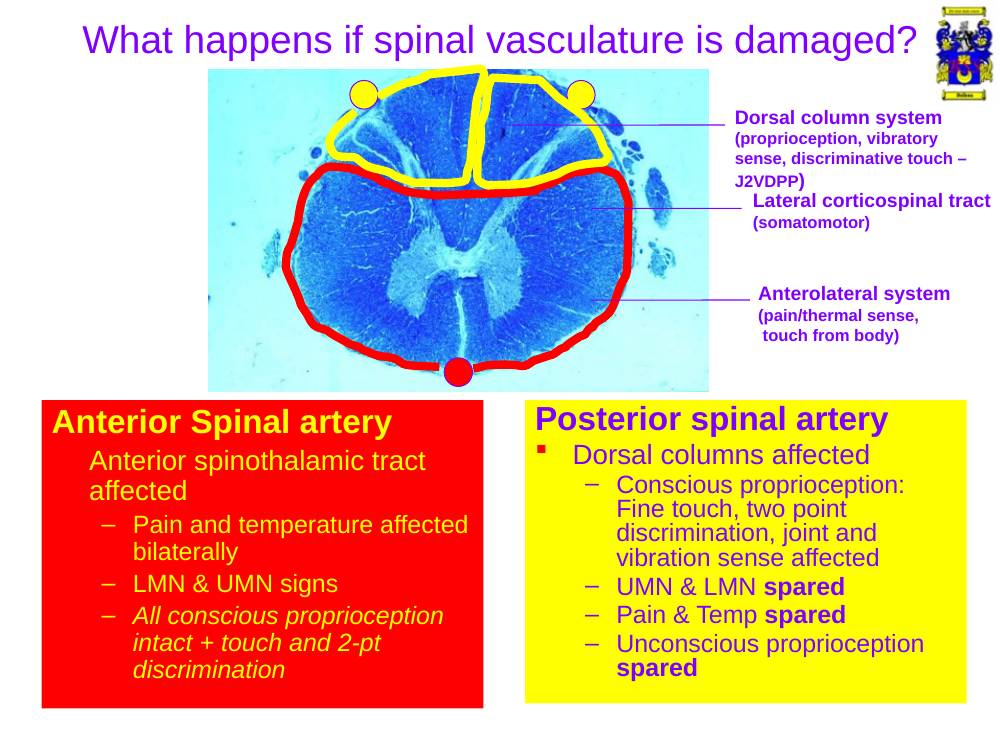 What happens if spinal vasculature is damaged?
Dorsal column system
(proprioception, vibratory
sense, discriminative touch –
J2VDPP)
Lateral corticospinal tract
(somatomotor)
Anterolateral system
(pain/thermal sense,
touch from body)
Anterior Spinal artery
Anterior spinothalamic tract
affected
– Pain and temperature affected
bilaterally
– LMN & UMN signs
– All conscious proprioception
intact + touch and 2-pt
discrimination
Posterior spinal artery
▪ Dorsal columns affected
– Conscious proprioception:
Fine touch, two point
discrimination, joint and
vibration sense affected
– UMN & LMN spared
– Pain & Temp spared
– Unconscious proprioception
spared